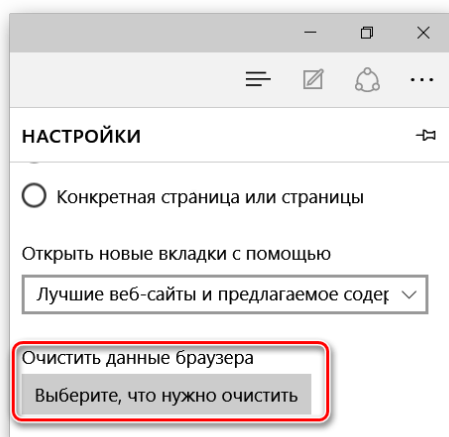 НАСТРОЙКИ
Конкретная страница или страницы
Открыть новые вкладки с помощью
Лучшие веб-сайты и предлагаемое содер
Очистить данные браузера
Выберите, что нужно очистить